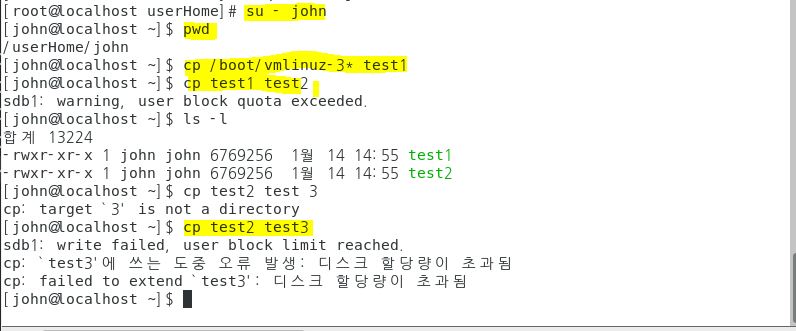 [root@localhost userHome]# su - john
[john@localhost ~]$ pwd
/userHome/john
[john@localhost ~]$ cp /boot/vmlinuz-3* test1
[john@localhost ~]$ cp test1 test2
sdb1: warning, user block quota exceeded.
[john@localhost ~]$ ls -l
합계 13224
-rwxr-xr-x 1 john john 6769256  1월  14 14:55 test1
-rwxr-xr-x 1 john john 6769256  1월  14 14:55 test2
[john@localhost ~]$ cp test2 test 3
cp: target `3' is not a directory
[john@localhost ~]$ cp test2 test3
sdb1: write failed, user block limit reached.
cp: `test3'에 쓰는 도중 오류 발생: 디스크 할당량이 초과됨
cp: failed to extend `test3': 디스크 할당량이 초과됨
[john@localhost ~]$